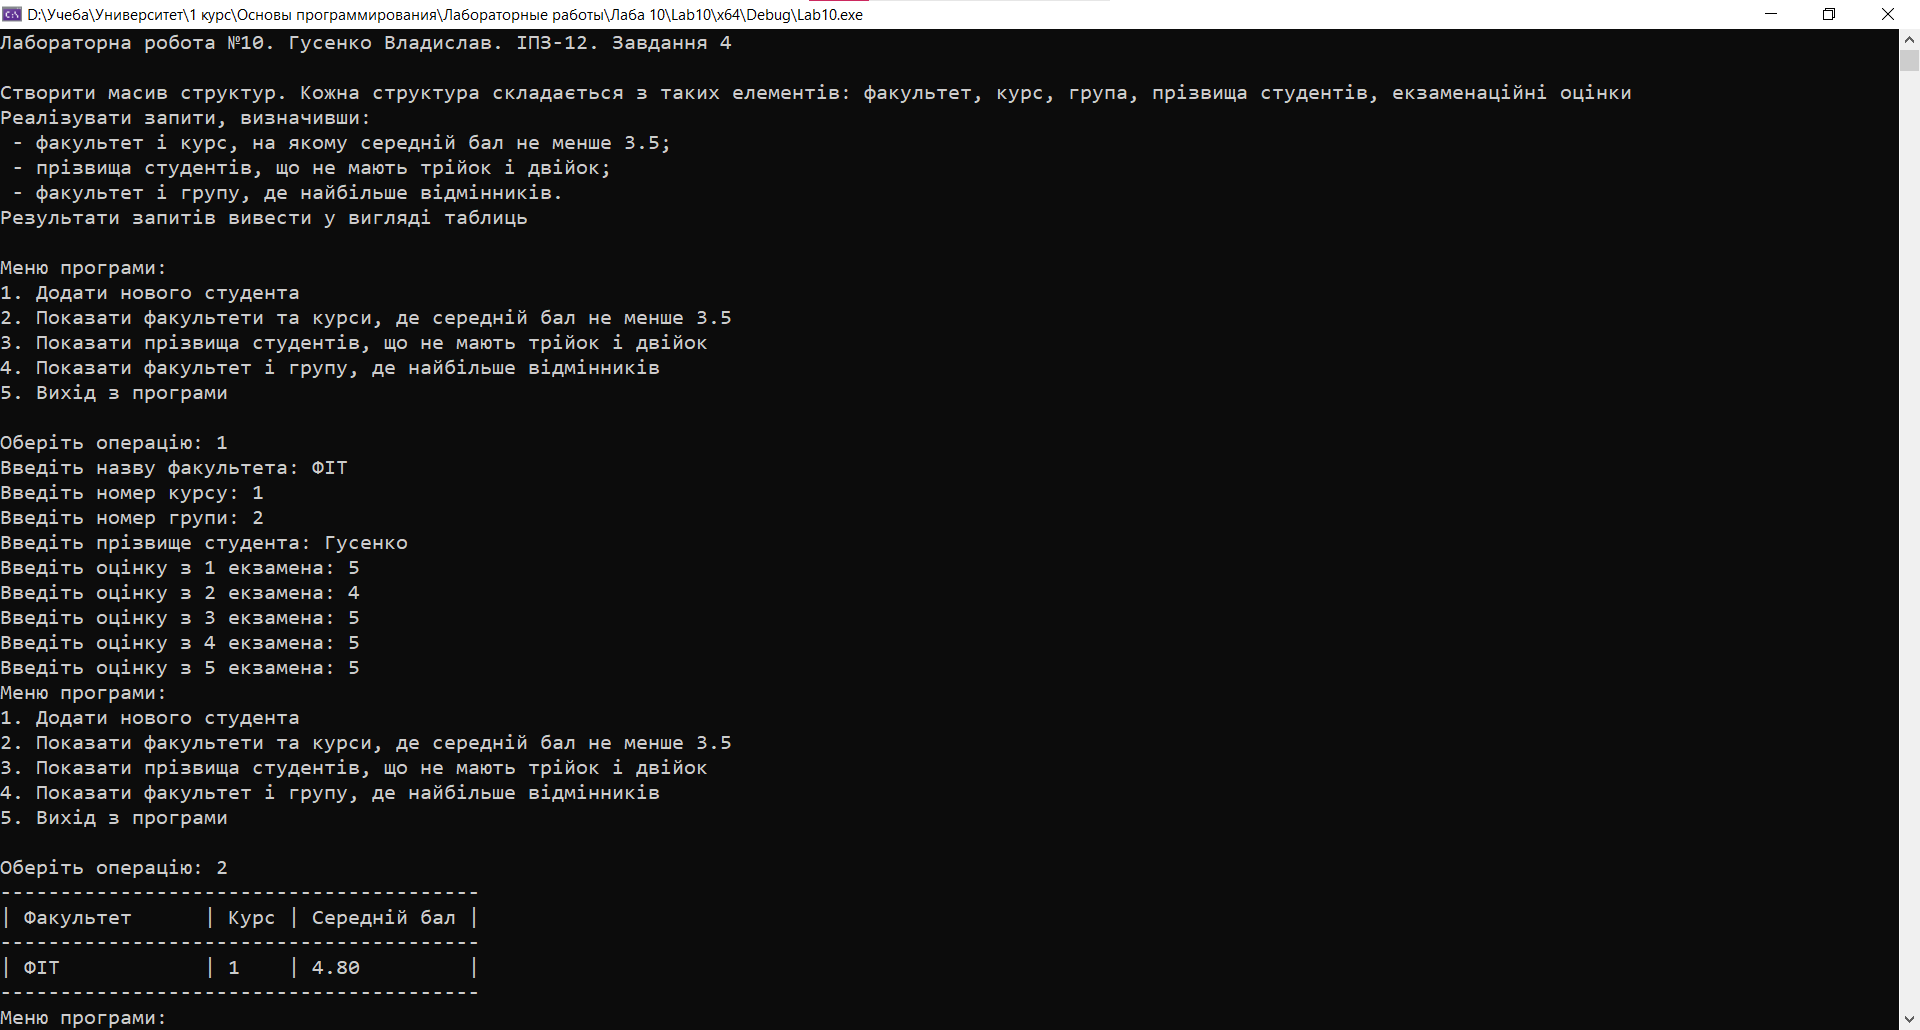 D:\Учеба\Университет\1 курс\Основы программирования\Лабораторные работы\Лаба 10\Lab10\x64\Debug\Lab10.exe
Лабораторна робота №10. Гусенко Владислав. ІПЗ-12. Завдання 4
Створити масив структур. Кожна структура складається з таких елементів: факультет, курс, група, прізвища студентів, екзаменаційні оцінки
Реалізувати запити, визначивши:
- факультет і курс, на якому середній бал не менше 3.5;
- прізвища студентів, що не мають трійок і двійок;
- факультет і групу, де найбільше відмінників.
Результати запитів вивести у вигляді таблиць
Меню програми:
1. Додати нового студента
2. Показати факультети та курси, де середній бал не менше 3.5
3. Показати прізвища студентів, що не мають трійок і двійок
4. Показати факультет і групу, де найбільше відмінників
5. Вихід з програми
Оберіть операцію: 1
Введіть назву факультета: ФІТ
Введіть номер курсу: 1
Введіть номер групи: 2
Введіть прізвище студента: Гусенко
Введіть оцінку з 1 екзамена: 5
Введіть оцінку з 2 екзамена: 4
Введіть оцінку з 3 екзамена: 5
Введіть оцінку з 4 екзамена: 5
Введіть оцінку з 5 екзамена: 5
Меню програми:
1. Додати нового студента
2. Показати факультети та курси, де середній бал не менше 3.5
3. Показати прізвища студентів, що не мають трійок і двійок
4. Показати факультет і групу, де найбільше відмінників
5. Вихід з програми
Оберіть операцію: 2
----------------------------------------
| Факультет      | Курс | Середній бал |
----------------------------------------
| ФІТ            | 1    | 4.80         |
----------------------------------------
Меню програми: